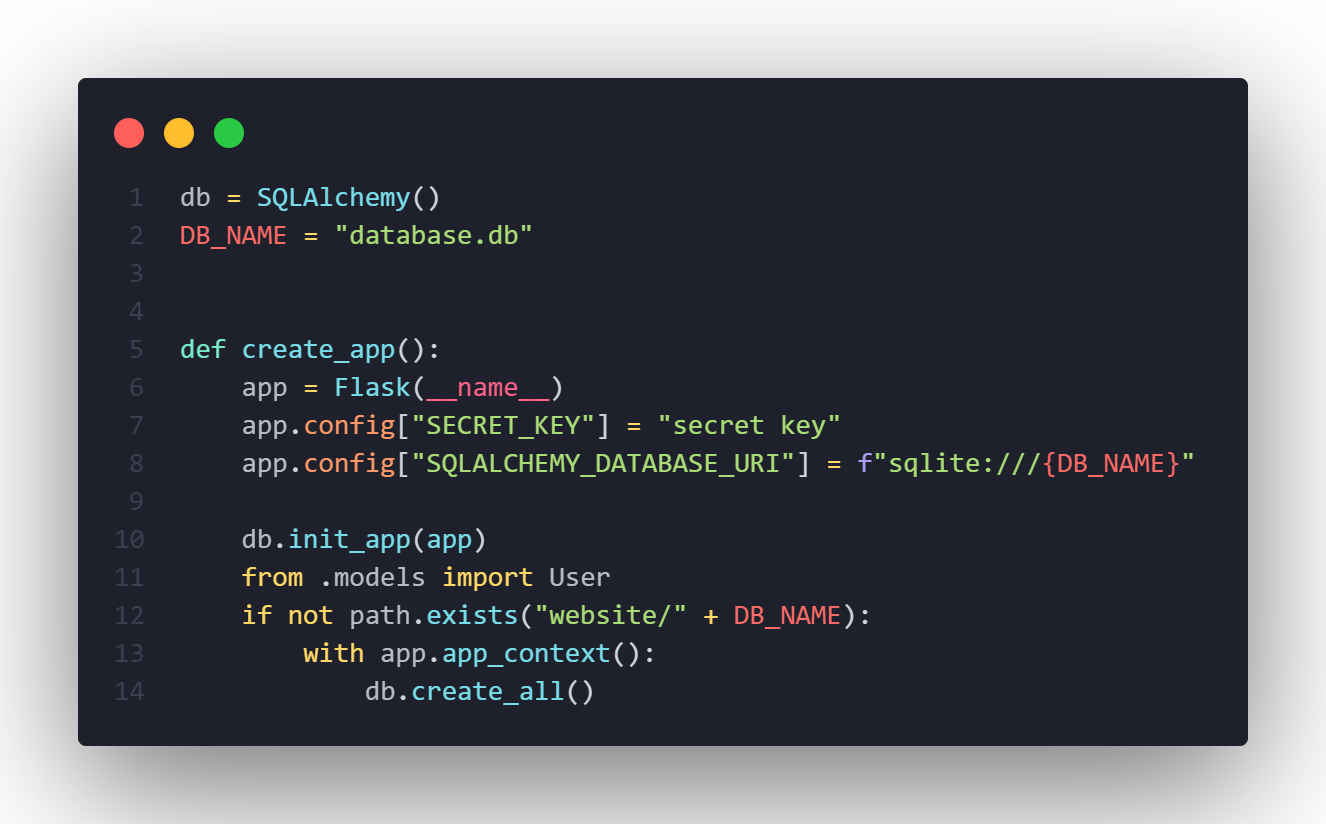 1 db = SQLAlchemy()
2 DB_NAME = "database.db"
3
4
5 def create_app():
6     app = Flask(__name__)
7     app.config["SECRET_KEY"] = "secret key"
8     app.config["SQLALCHEMY_DATABASE_URI"] = f"sqlite:///{DB_NAME}"
9
10     db.init_app(app)
11     from .models import User
12     if not path.exists("website/" + DB_NAME):
13         with app.app_context():
14             db.create_all()